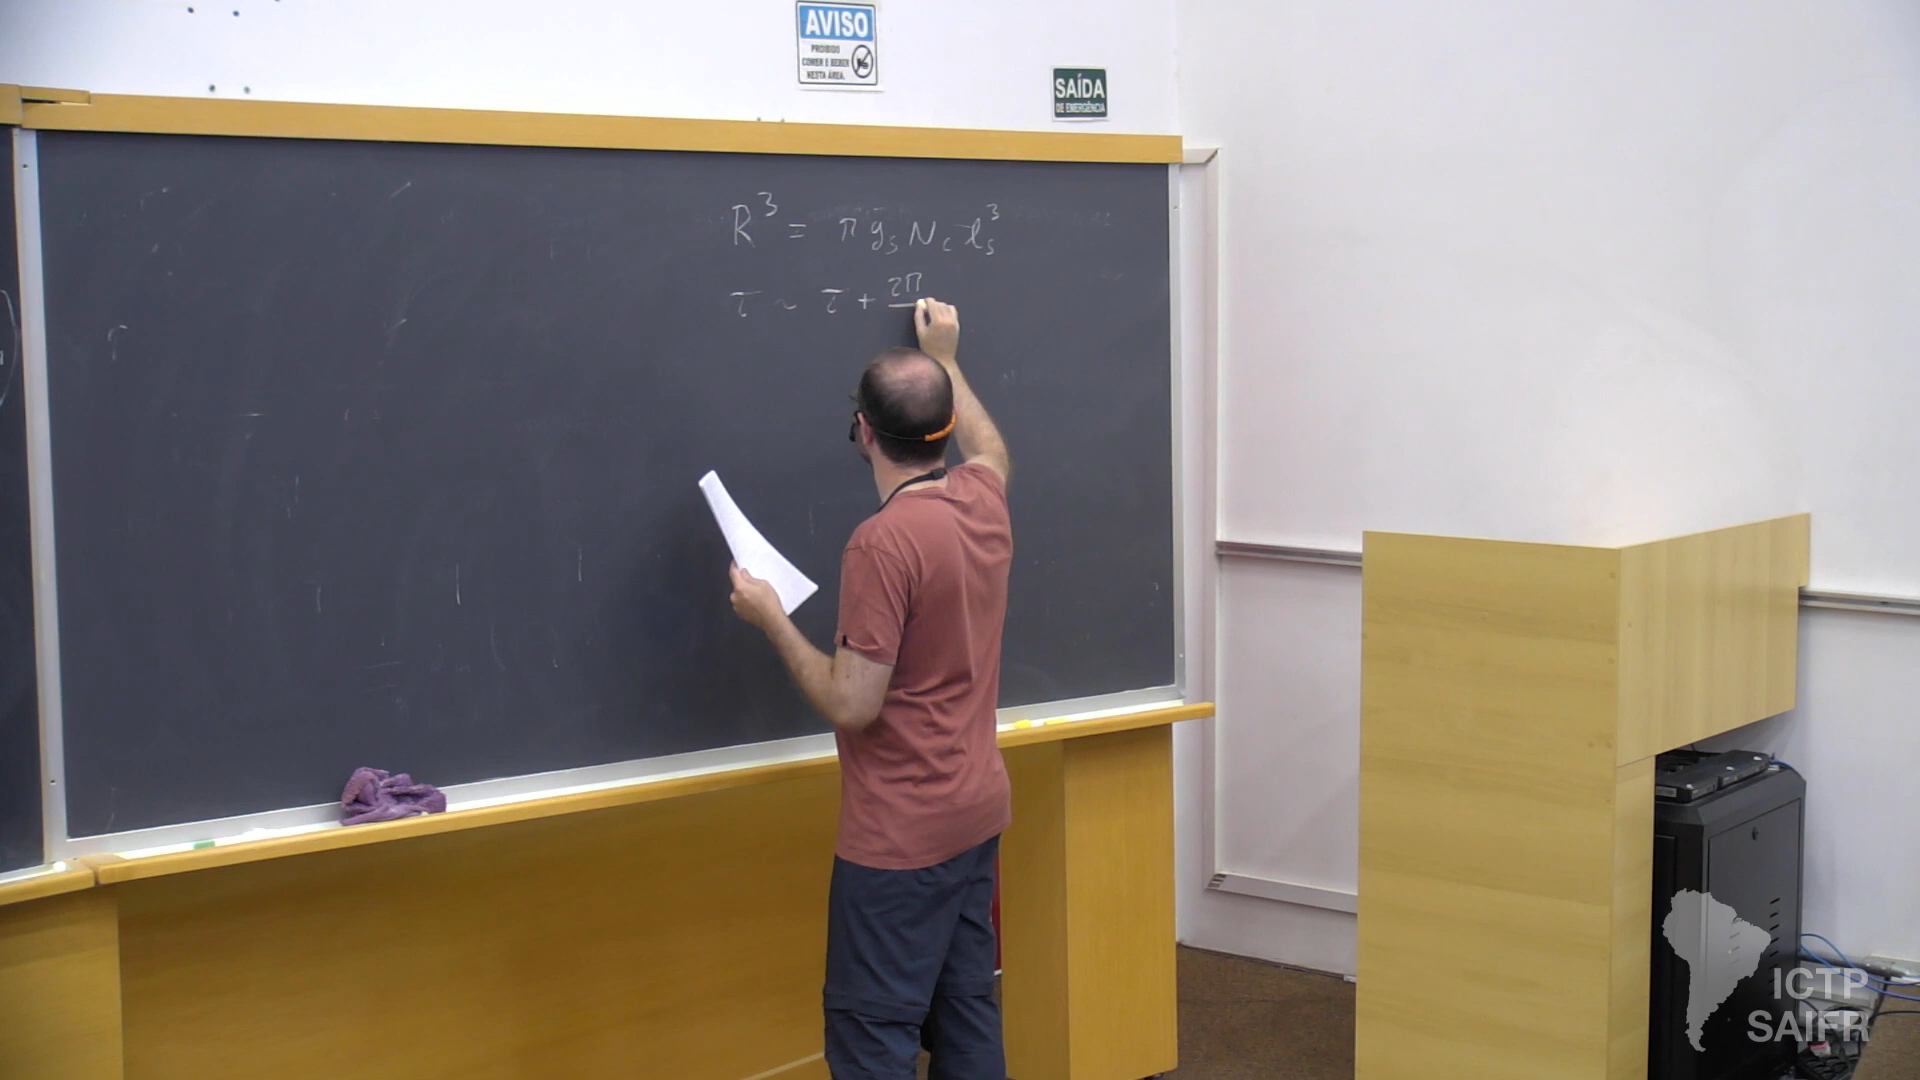 AVISO
PROIBIDO
COMER E BEBER
NESTA ÁREA.
SAÍDA
DE EMERGÊNCIA
R³ = π g_s N_c l_s³
τ ~ τ + 2π
r
ICTP
SAIFR